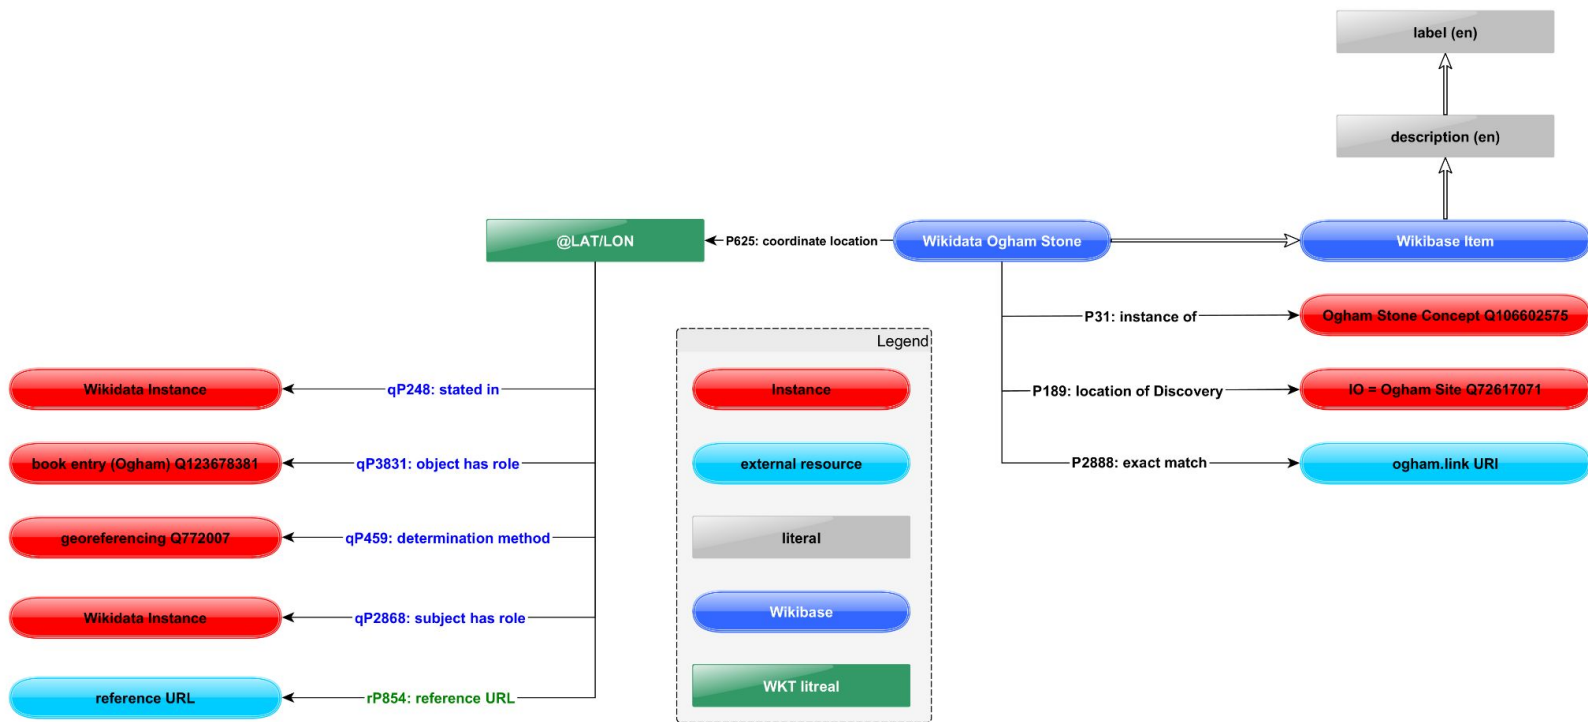 label (en)
description (en)
@LAT/LON
P625: coordinate location
Wikidata Ogham Stone
Wikibase Item
P31: instance of
Ogham Stone Concept Q106602575
P189: location of Discovery
IO = Ogham Site Q72617071
P2888: exact match
ogham.link URI
Wikidata Instance
qP248: stated in
book entry (Ogham) Q123678381
qP3831: object has role
georeferencing Q772007
qP459: determination method
Wikidata Instance
qP2868: subject has role
reference URL
rP854: reference URL
Legend
Instance
external resource
literal
Wikibase
WKT litreal